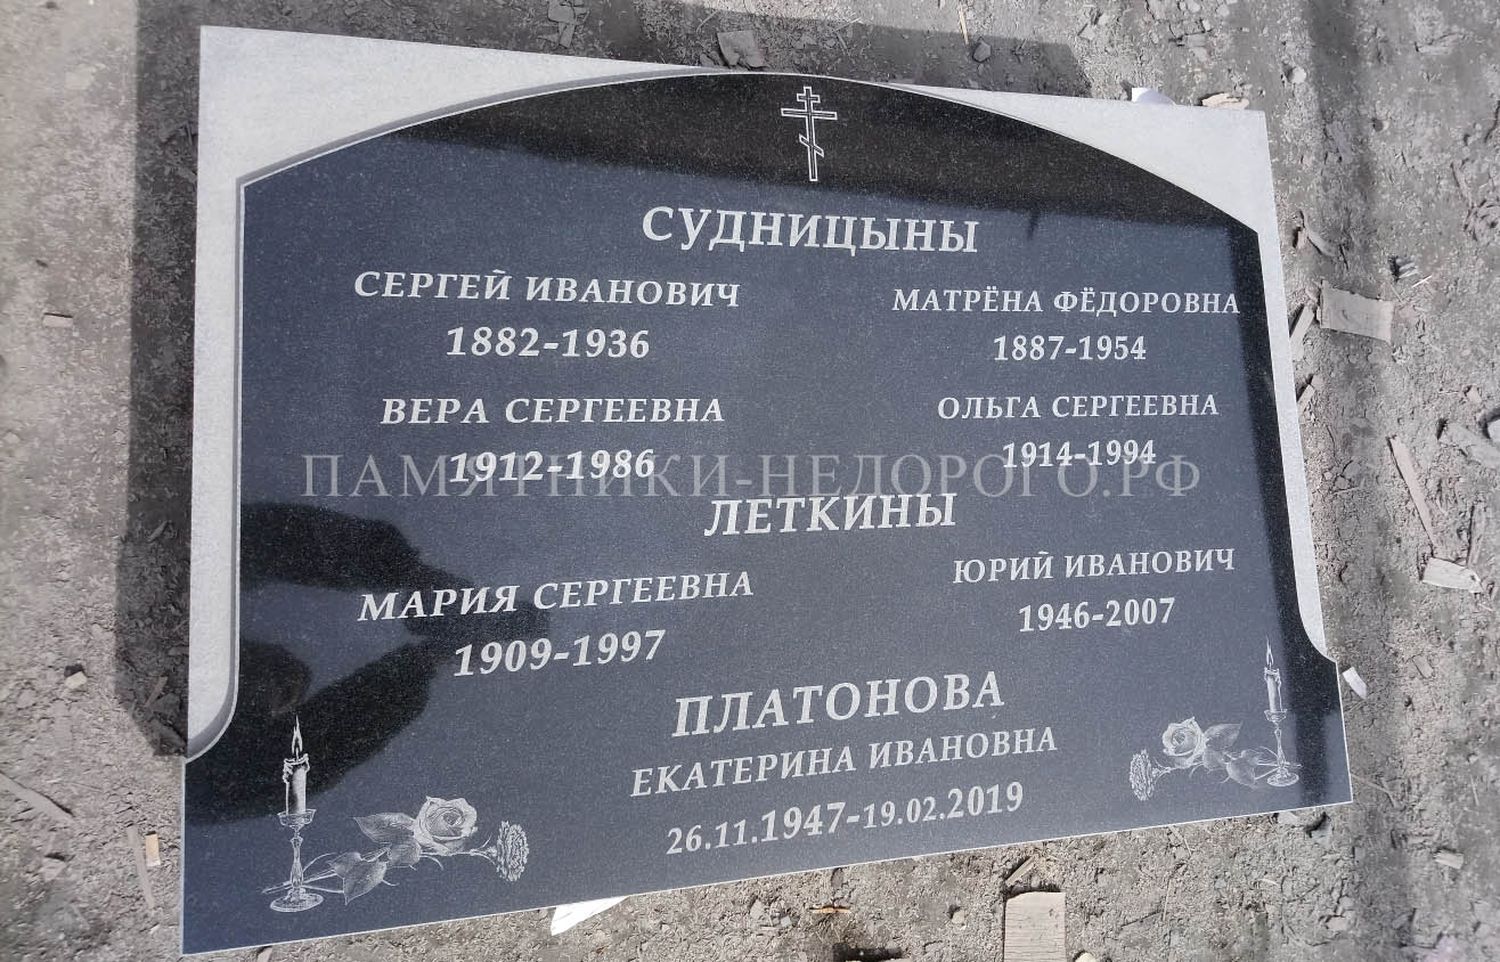 СУДНИЦЫНЫ
СЕРГЕЙ ИВАНОВИЧ МАТРЁНА ФЁДОРОВНА
1882-1936 1887-1954
ВЕРА СЕРГЕЕВНА ОЛЬГА СЕРГЕЕВНА
1912-1986 1914-1994
ПАМЯТНИКИ-НЕДОРОГО.РФ
ЛЕТКИНЫ
МАРИЯ СЕРГЕЕВНА ЮРИЙ ИВАНОВИЧ
1909-1997 1946-2007
ПЛАТОНОВА
ЕКАТЕРИНА ИВАНОВНА
26.11.1947-19.02.2019